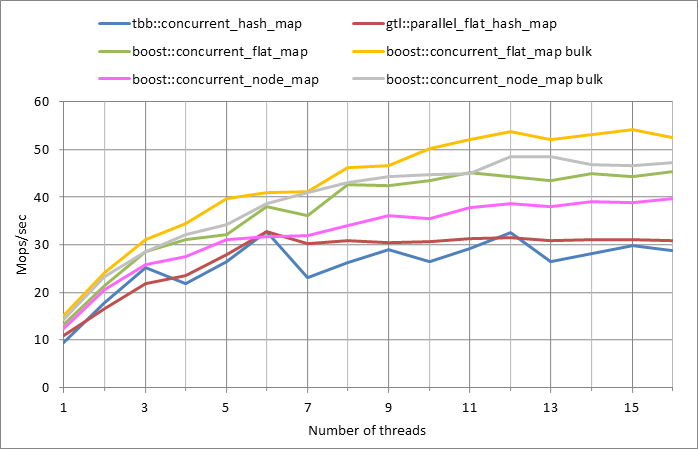 tbb::concurrent_hash_map gtl::parallel_flat_hash_map
boost::concurrent_flat_map boost::concurrent_flat_map bulk
boost::concurrent_node_map boost::concurrent_node_map bulk
60
50
40
30
20
10
0
Mops/sec
1 3 5 7 9 11 13 15
Number of threads